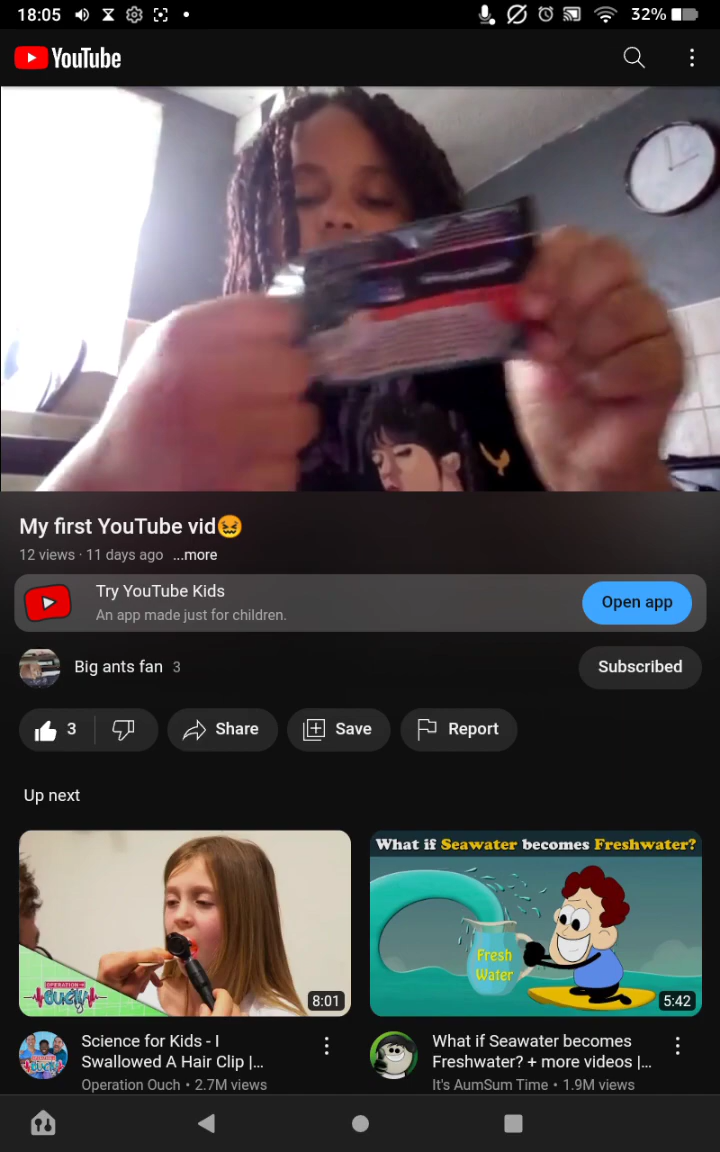 18:05
32%
YouTube
My first YouTube vid😖
12 views · 11 days ago ...more
Try YouTube Kids
An app made just for children.
Open app
Big ants fan 3
Subscribed
3
Share
Save
Report
Up next
OPERATION
OUCH
8:01
What if Seawater becomes Freshwater?
Fresh
Water
5:42
Science for Kids - I
Swallowed A Hair Clip |...
Operation Ouch • 2.7M views
What if Seawater becomes
Freshwater? + more videos |...
It's AumSum Time • 1.9M views